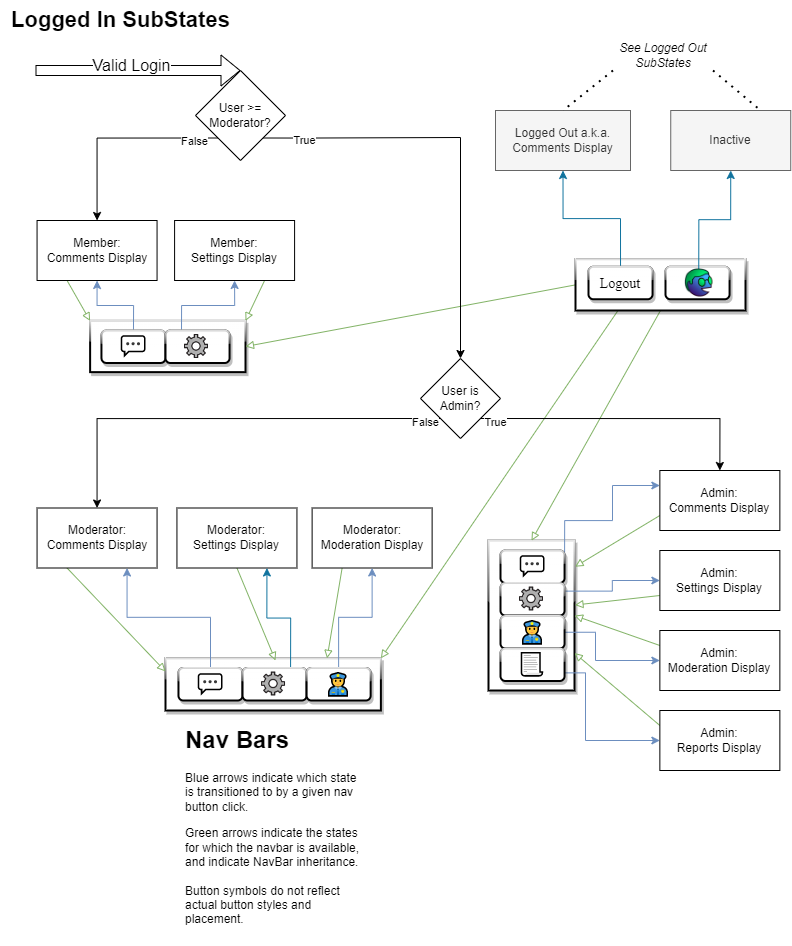 Logged In SubStates
See Logged Out
SubStates
Valid Login
User >=
Moderator?
False
True
Logged Out a.k.a.
Comments Display
Inactive
Member:
Comments Display
Member:
Settings Display
Logout
User is
Admin?
False
True
Moderator:
Comments Display
Moderator:
Settings Display
Moderator:
Moderation Display
Admin:
Comments Display
Admin:
Settings Display
Admin:
Moderation Display
Admin:
Reports Display
Nav Bars
Blue arrows indicate which state
is transitioned to by a given nav
button click.
Green arrows indicate the states
for which the navbar is available,
and indicate NavBar inheritance.
Button symbols do not reflect
actual button styles and
placement.